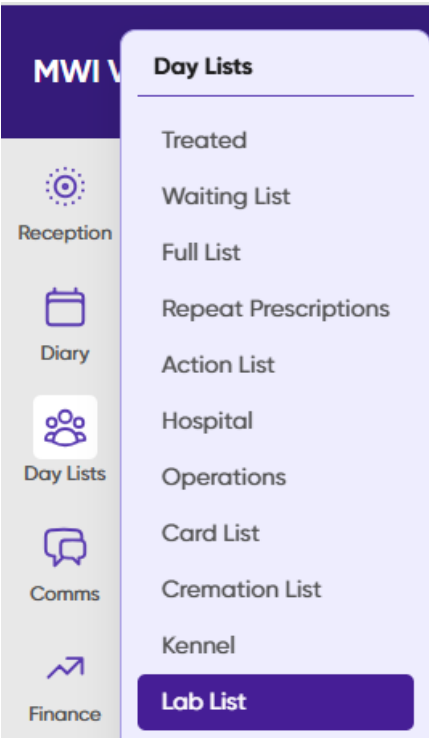 MWI V
Day Lists
Treated
Waiting List
Full List
Repeat Prescriptions
Action List
Hospital
Operations
Card List
Cremation List
Kennel
Lab List
Reception
Diary
Day Lists
Comms
Finance